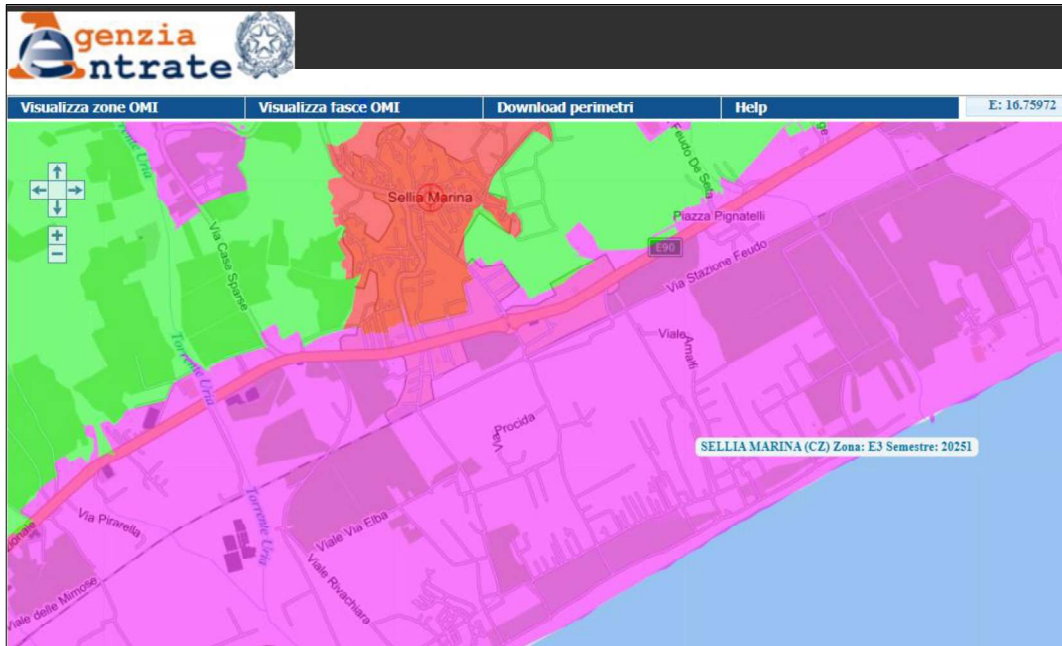 Agenzia
Entrate
Visualizza zone OMI
Visualizza fasce OMI
Download perimetri
Help
E: 16.75972
Torrente Uria
Feudo De Seta
Sellia Marina
Piazza Pignatelli
E90
Via Stazione Feudo
Via Case Sparse
Viale Amalfi
Torrente Uria
Via Procida
SELLIA MARINA (CZ) Zona: E3 Semestre: 20251
Torrente Uria
Via Pirarella
Viale Via Elba
Viale Rivachiara
Viale delle Mimose